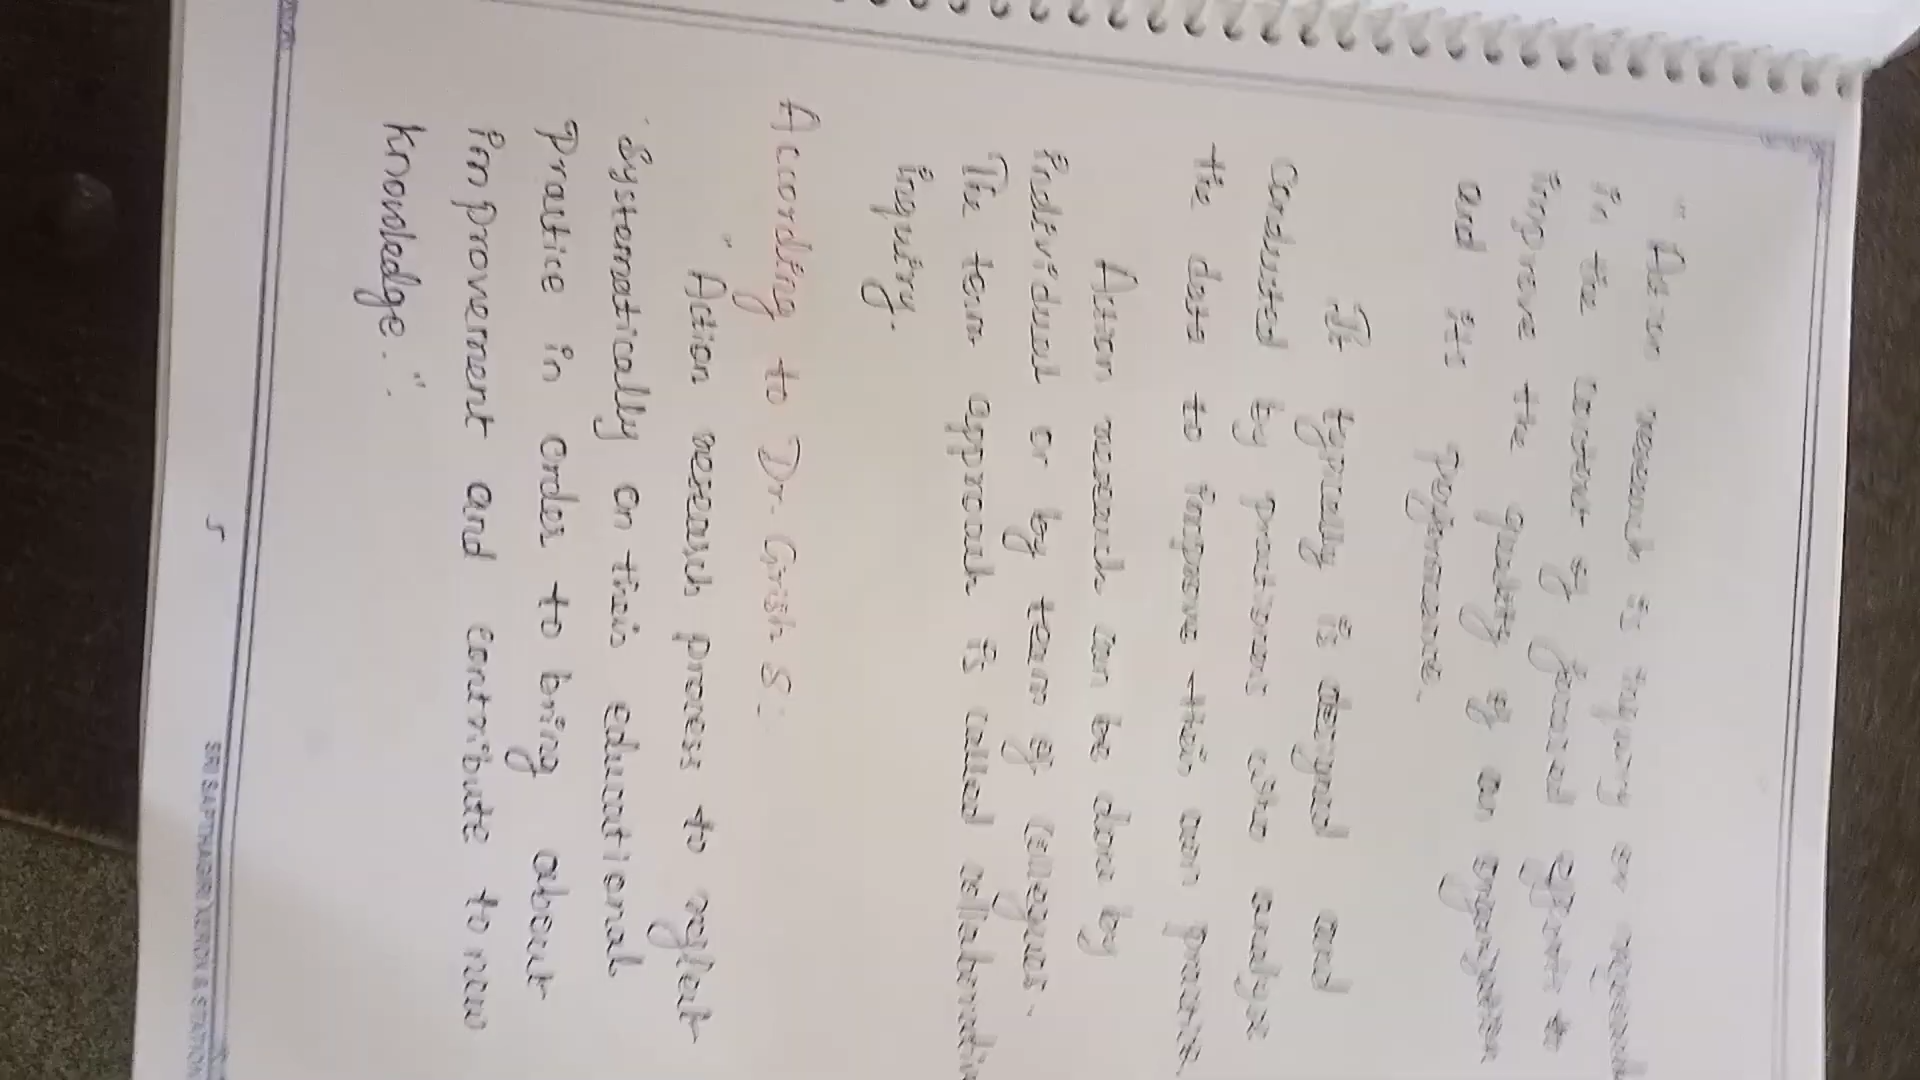 " Action research is inquiry or research
in the context of focused efforts to
improve the quality of an organization
and its performance.
It typically is designed and
conducted by practioners who analyse
the data to improve their own practice.
Action research can be done by
individual or by team of colleagues.
The team approach is called collaborative
inquiry.
According to Dr. Girish S:-
" Action research process to reflect
systematically on their educational
practice in order to bring about
improvement and contribute to new
knowledge."
5
SRI SAPTHAGIRI XEROX & STATION